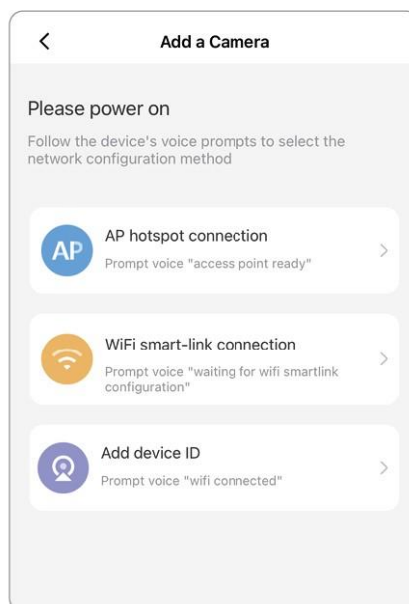 Add a Camera
Please power on
Follow the device's voice prompts to select the
network configuration method
AP
AP hotspot connection
Prompt voice "access point ready"
WiFi smart-link connection
Prompt voice "waiting for wifi smartlink
configuration"
Add device ID
Prompt voice "wifi connected"